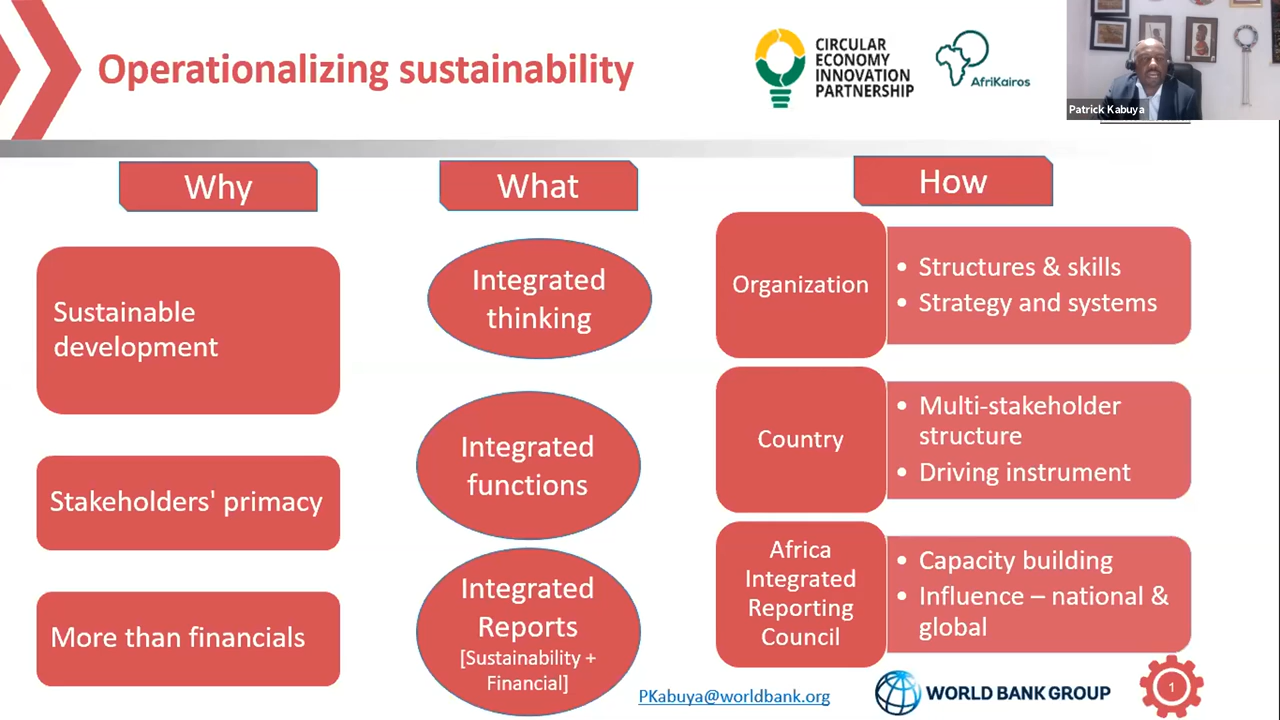 Operationalizing sustainability
CIRCULAR
ECONOMY
INNOVATION
PARTNERSHIP
AfriKairos
Patrick Kabuya
Why
Sustainable
development
Stakeholders' primacy
More than financials
What
Integrated
thinking
Integrated
functions
Integrated
Reports
[Sustainability +
Financial]
How
Organization
• Structures & skills
• Strategy and systems
Country
• Multi-stakeholder
structure
• Driving instrument
Africa
Integrated
Reporting
Council
• Capacity building
• Influence – national &
global
PKabuya@worldbank.org
WORLD BANK GROUP
1